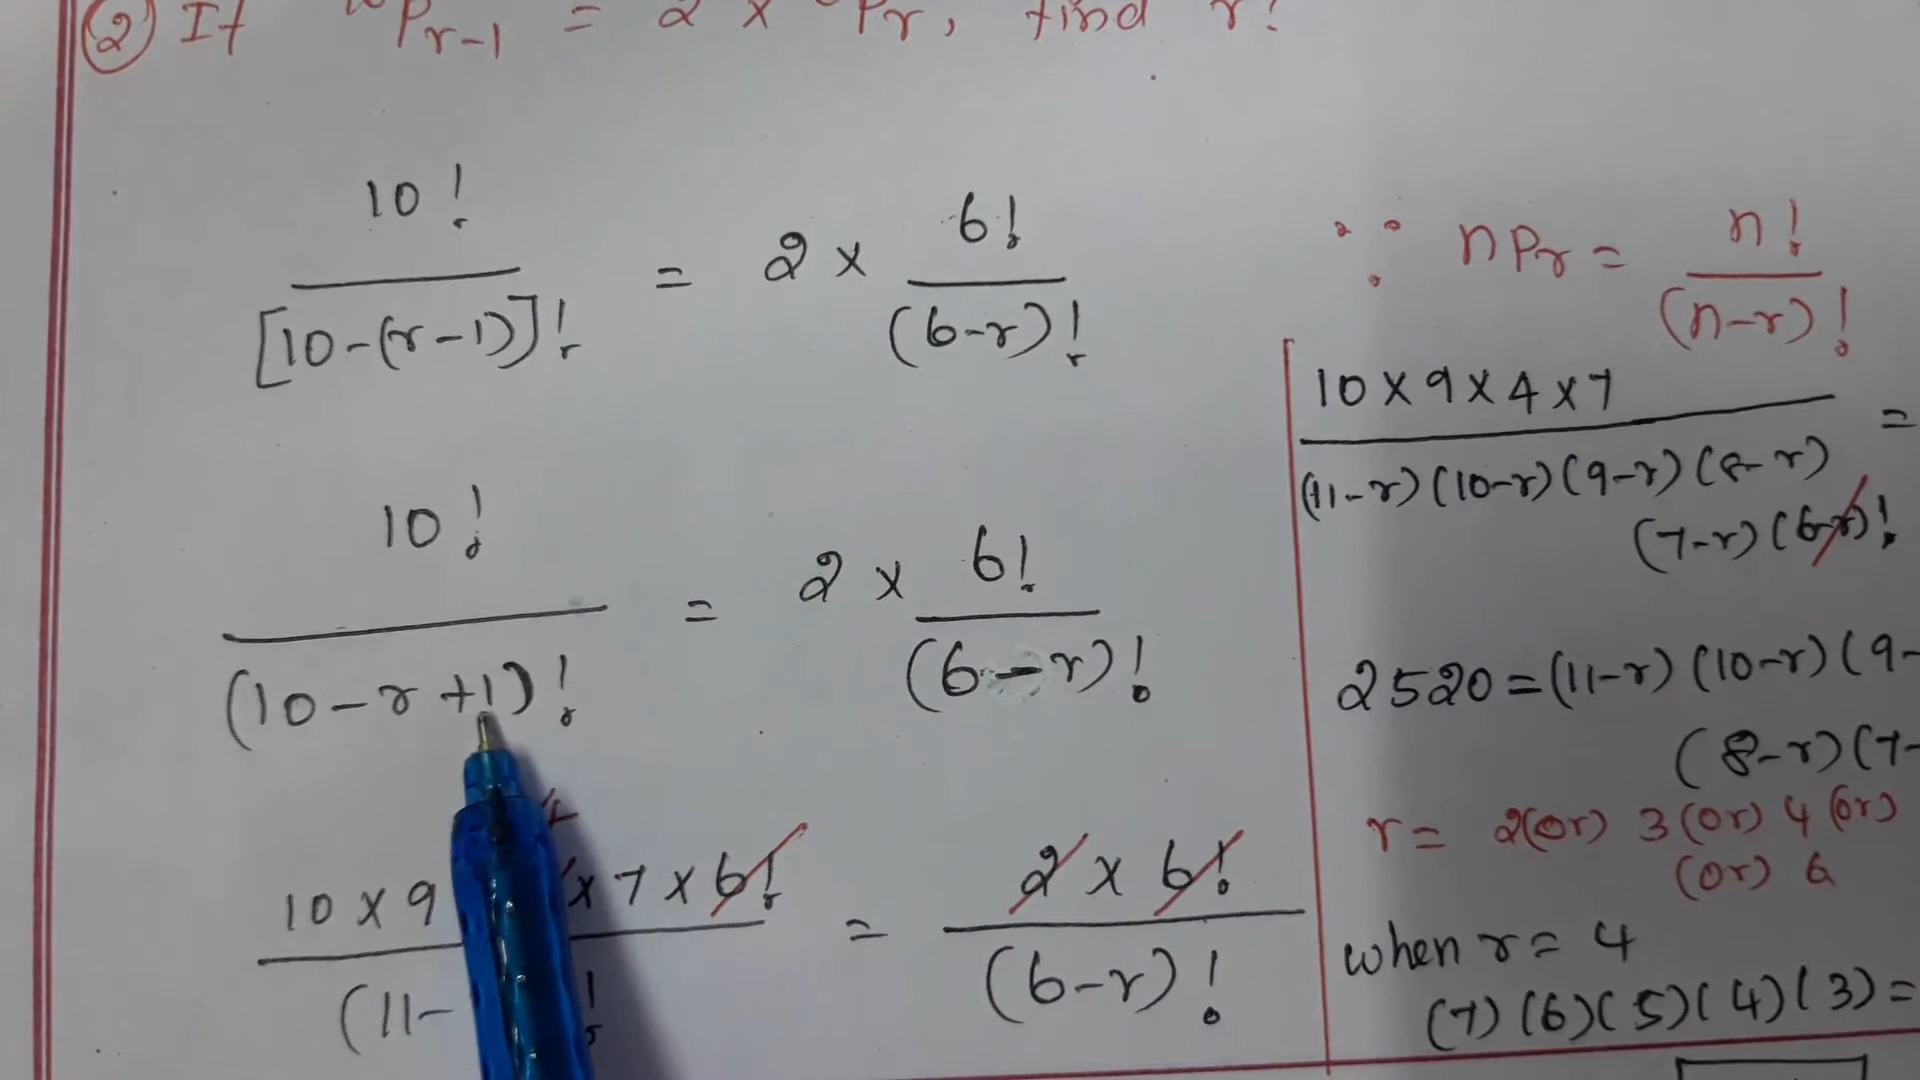 ② If ¹⁰Pr-1 = 2 x ⁶Pr, find r?
10! / [10-(r-1)]! = 2 x 6! / (6-r)!
10! / (10-r+1)! = 2 x 6! / (6-r)!
10 x 9 x 7 x 6! / (11- ! = 2 x 6! / (6-r)!
∵ nPr = n! / (n-r)!
10 x 9 x 4 x 7 / (11-r)(10-r)(9-r)(8-r) =
(7-r)(6-r)!
2520 = (11-r)(10-r)(9-
(8-r)(7-
r = 2(or) 3(or) 4(or)
(or) 6
when r = 4
(7)(6)(5)(4)(3) =